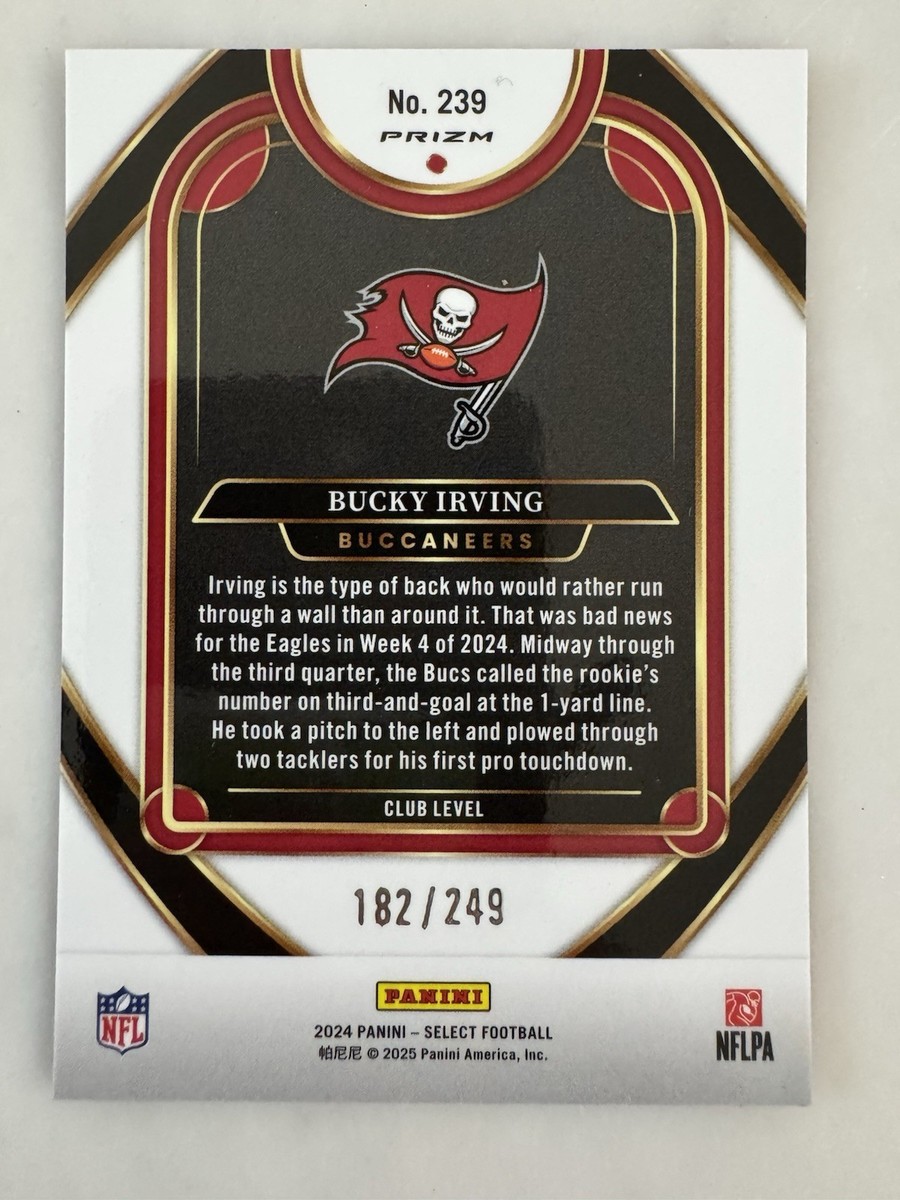 No. 239
PRIZM
BUCKY IRVING
BUCCANEERS
Irving is the type of back who would rather run
through a wall than around it. That was bad news
for the Eagles in Week 4 of 2024. Midway through
the third quarter, the Bucs called the rookie's
number on third-and-goal at the 1-yard line.
He took a pitch to the left and plowed through
two tacklers for his first pro touchdown.
CLUB LEVEL
182/249
NFL
PANINI
2024 PANINI – SELECT FOOTBALL
帕尼尼 © 2025 Panini America, Inc.
NFLPA